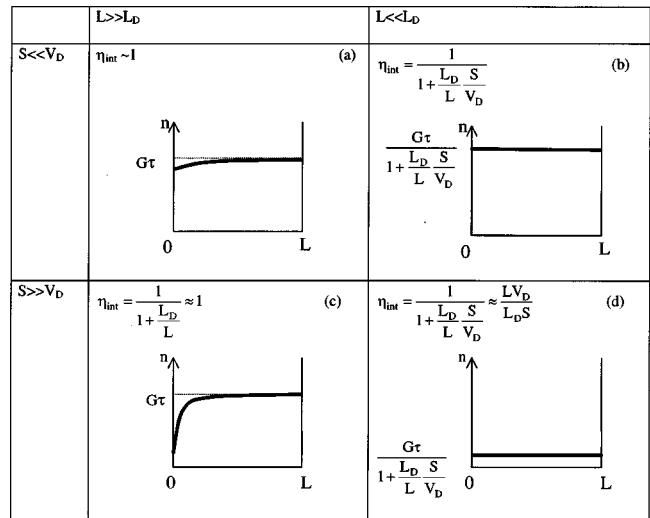 L>>L_D
L<<L_D
S<<V_D
η_int ~1 (a)
n
Gτ
0 L
η_int = 1 / (1 + (L_D/L)(S/V_D)) (b)
n
Gτ / (1 + (L_D/L)(S/V_D))
0 L
S>>V_D
η_int = 1 / (1 + L_D/L) ≈ 1 (c)
n
Gτ
0 L
η_int = 1 / (1 + (L_D/L)(S/V_D)) ≈ LV_D / L_DS (d)
n
Gτ / (1 + (L_D/L)(S/V_D))
0 L